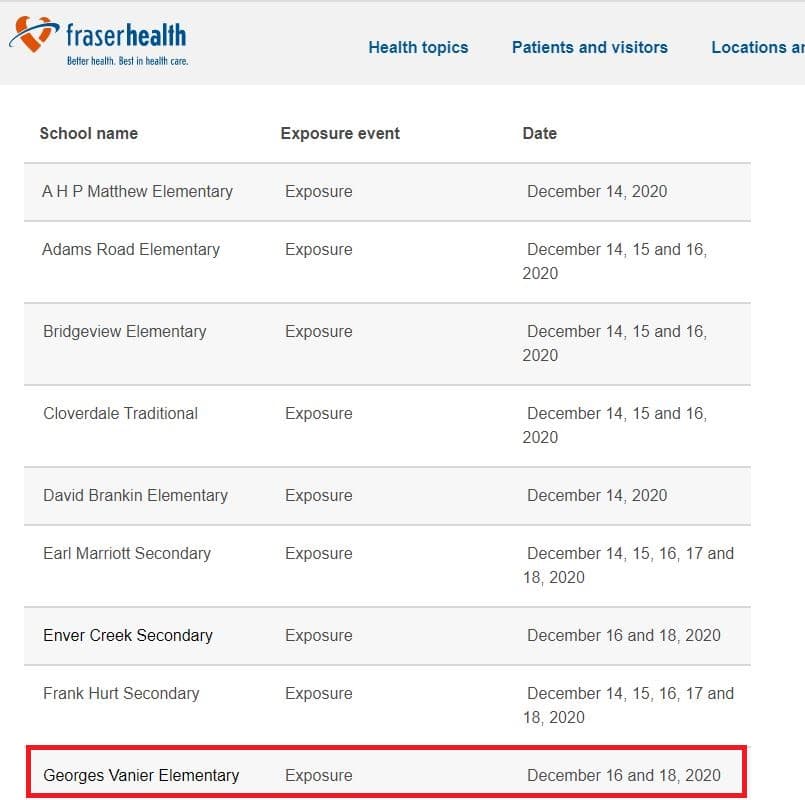 fraserhealth
Better health. Best in health care.
Health topics Patients and visitors Locations
School name Exposure event Date
A H P Matthew Elementary Exposure December 14, 2020
Adams Road Elementary Exposure December 14, 15 and 16,
2020
Bridgeview Elementary Exposure December 14, 15 and 16,
2020
Cloverdale Traditional Exposure December 14, 15 and 16,
2020
David Brankin Elementary Exposure December 14, 2020
Earl Marriott Secondary Exposure December 14, 15, 16, 17 and
18, 2020
Enver Creek Secondary Exposure December 16 and 18, 2020
Frank Hurt Secondary Exposure December 14, 15, 16, 17 and
18, 2020
Georges Vanier Elementary Exposure December 16 and 18, 2020